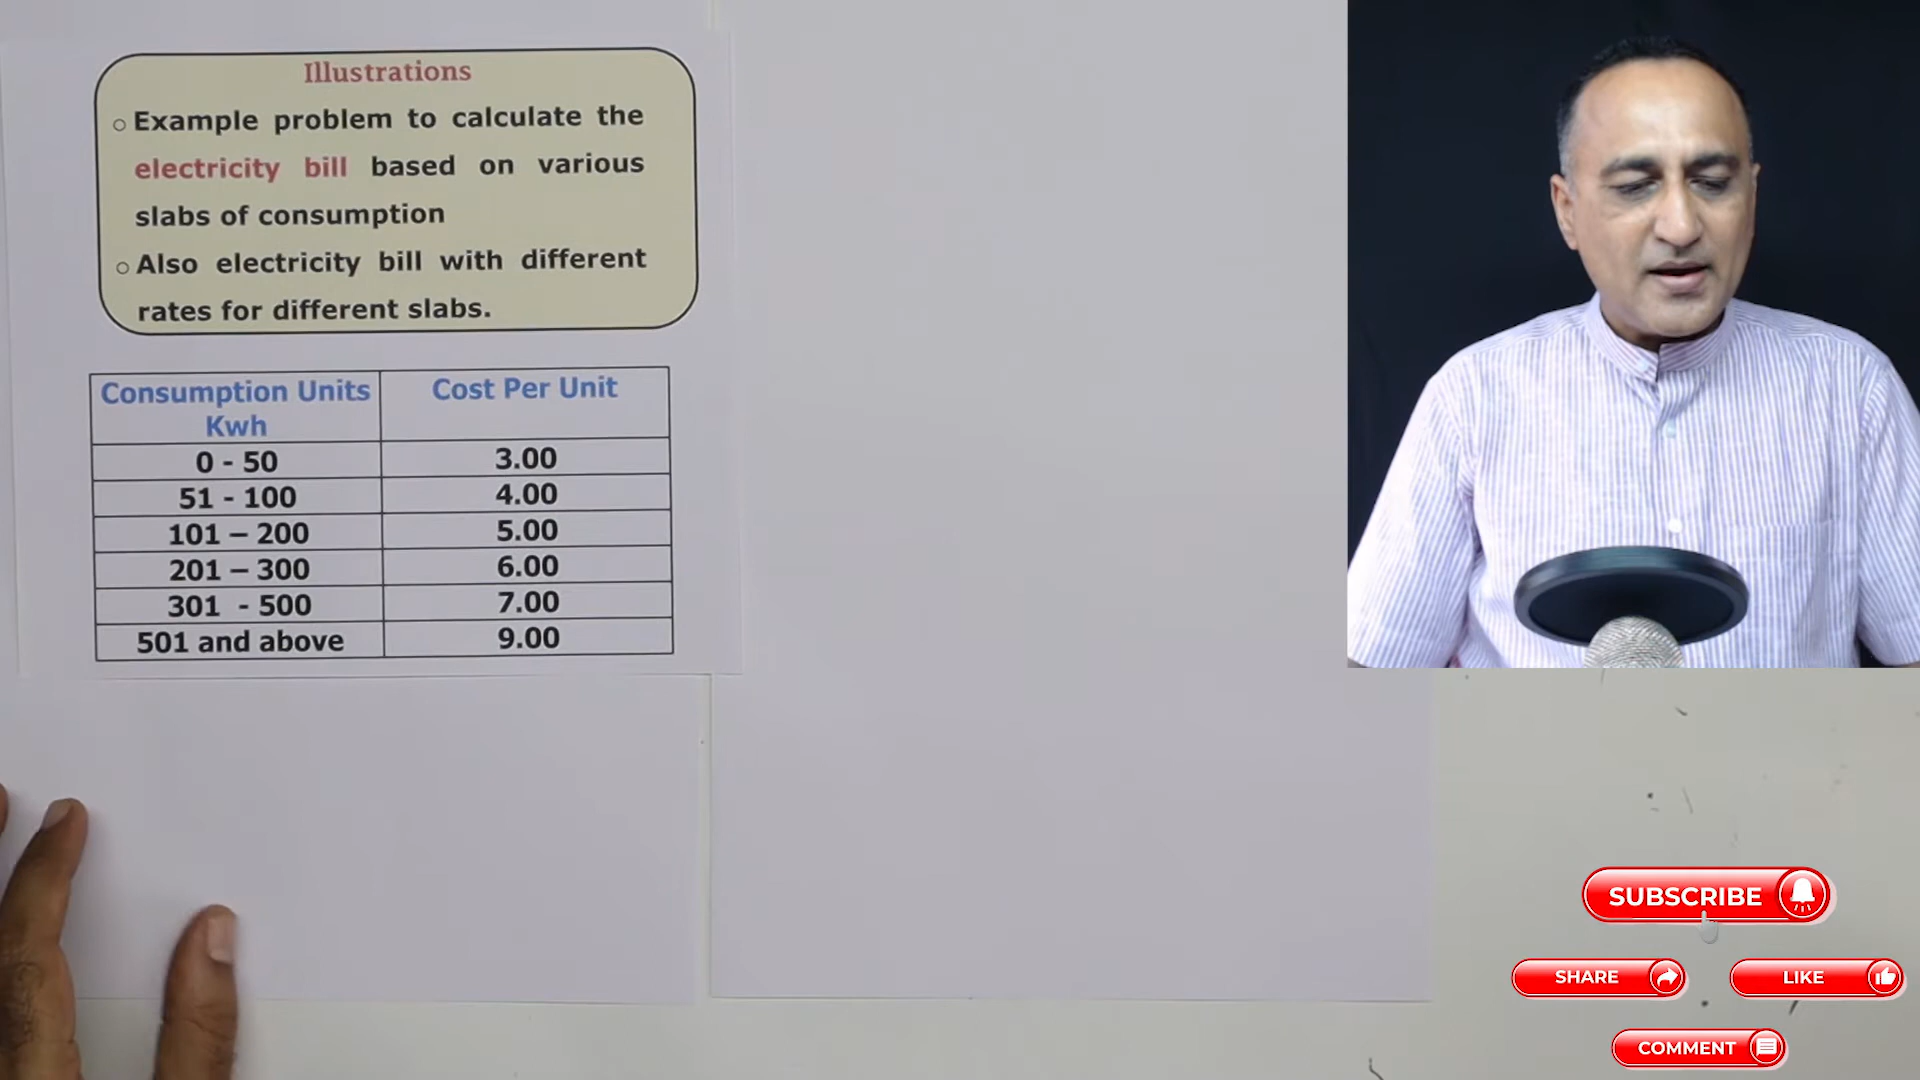 Illustrations
○ Example problem to calculate the
electricity bill based on various
slabs of consumption
○ Also electricity bill with different
rates for different slabs.
Consumption Units Kwh Cost Per Unit
0 - 50 3.00
51 - 100 4.00
101 – 200 5.00
201 – 300 6.00
301 - 500 7.00
501 and above 9.00
SUBSCRIBE
SHARE LIKE
COMMENT